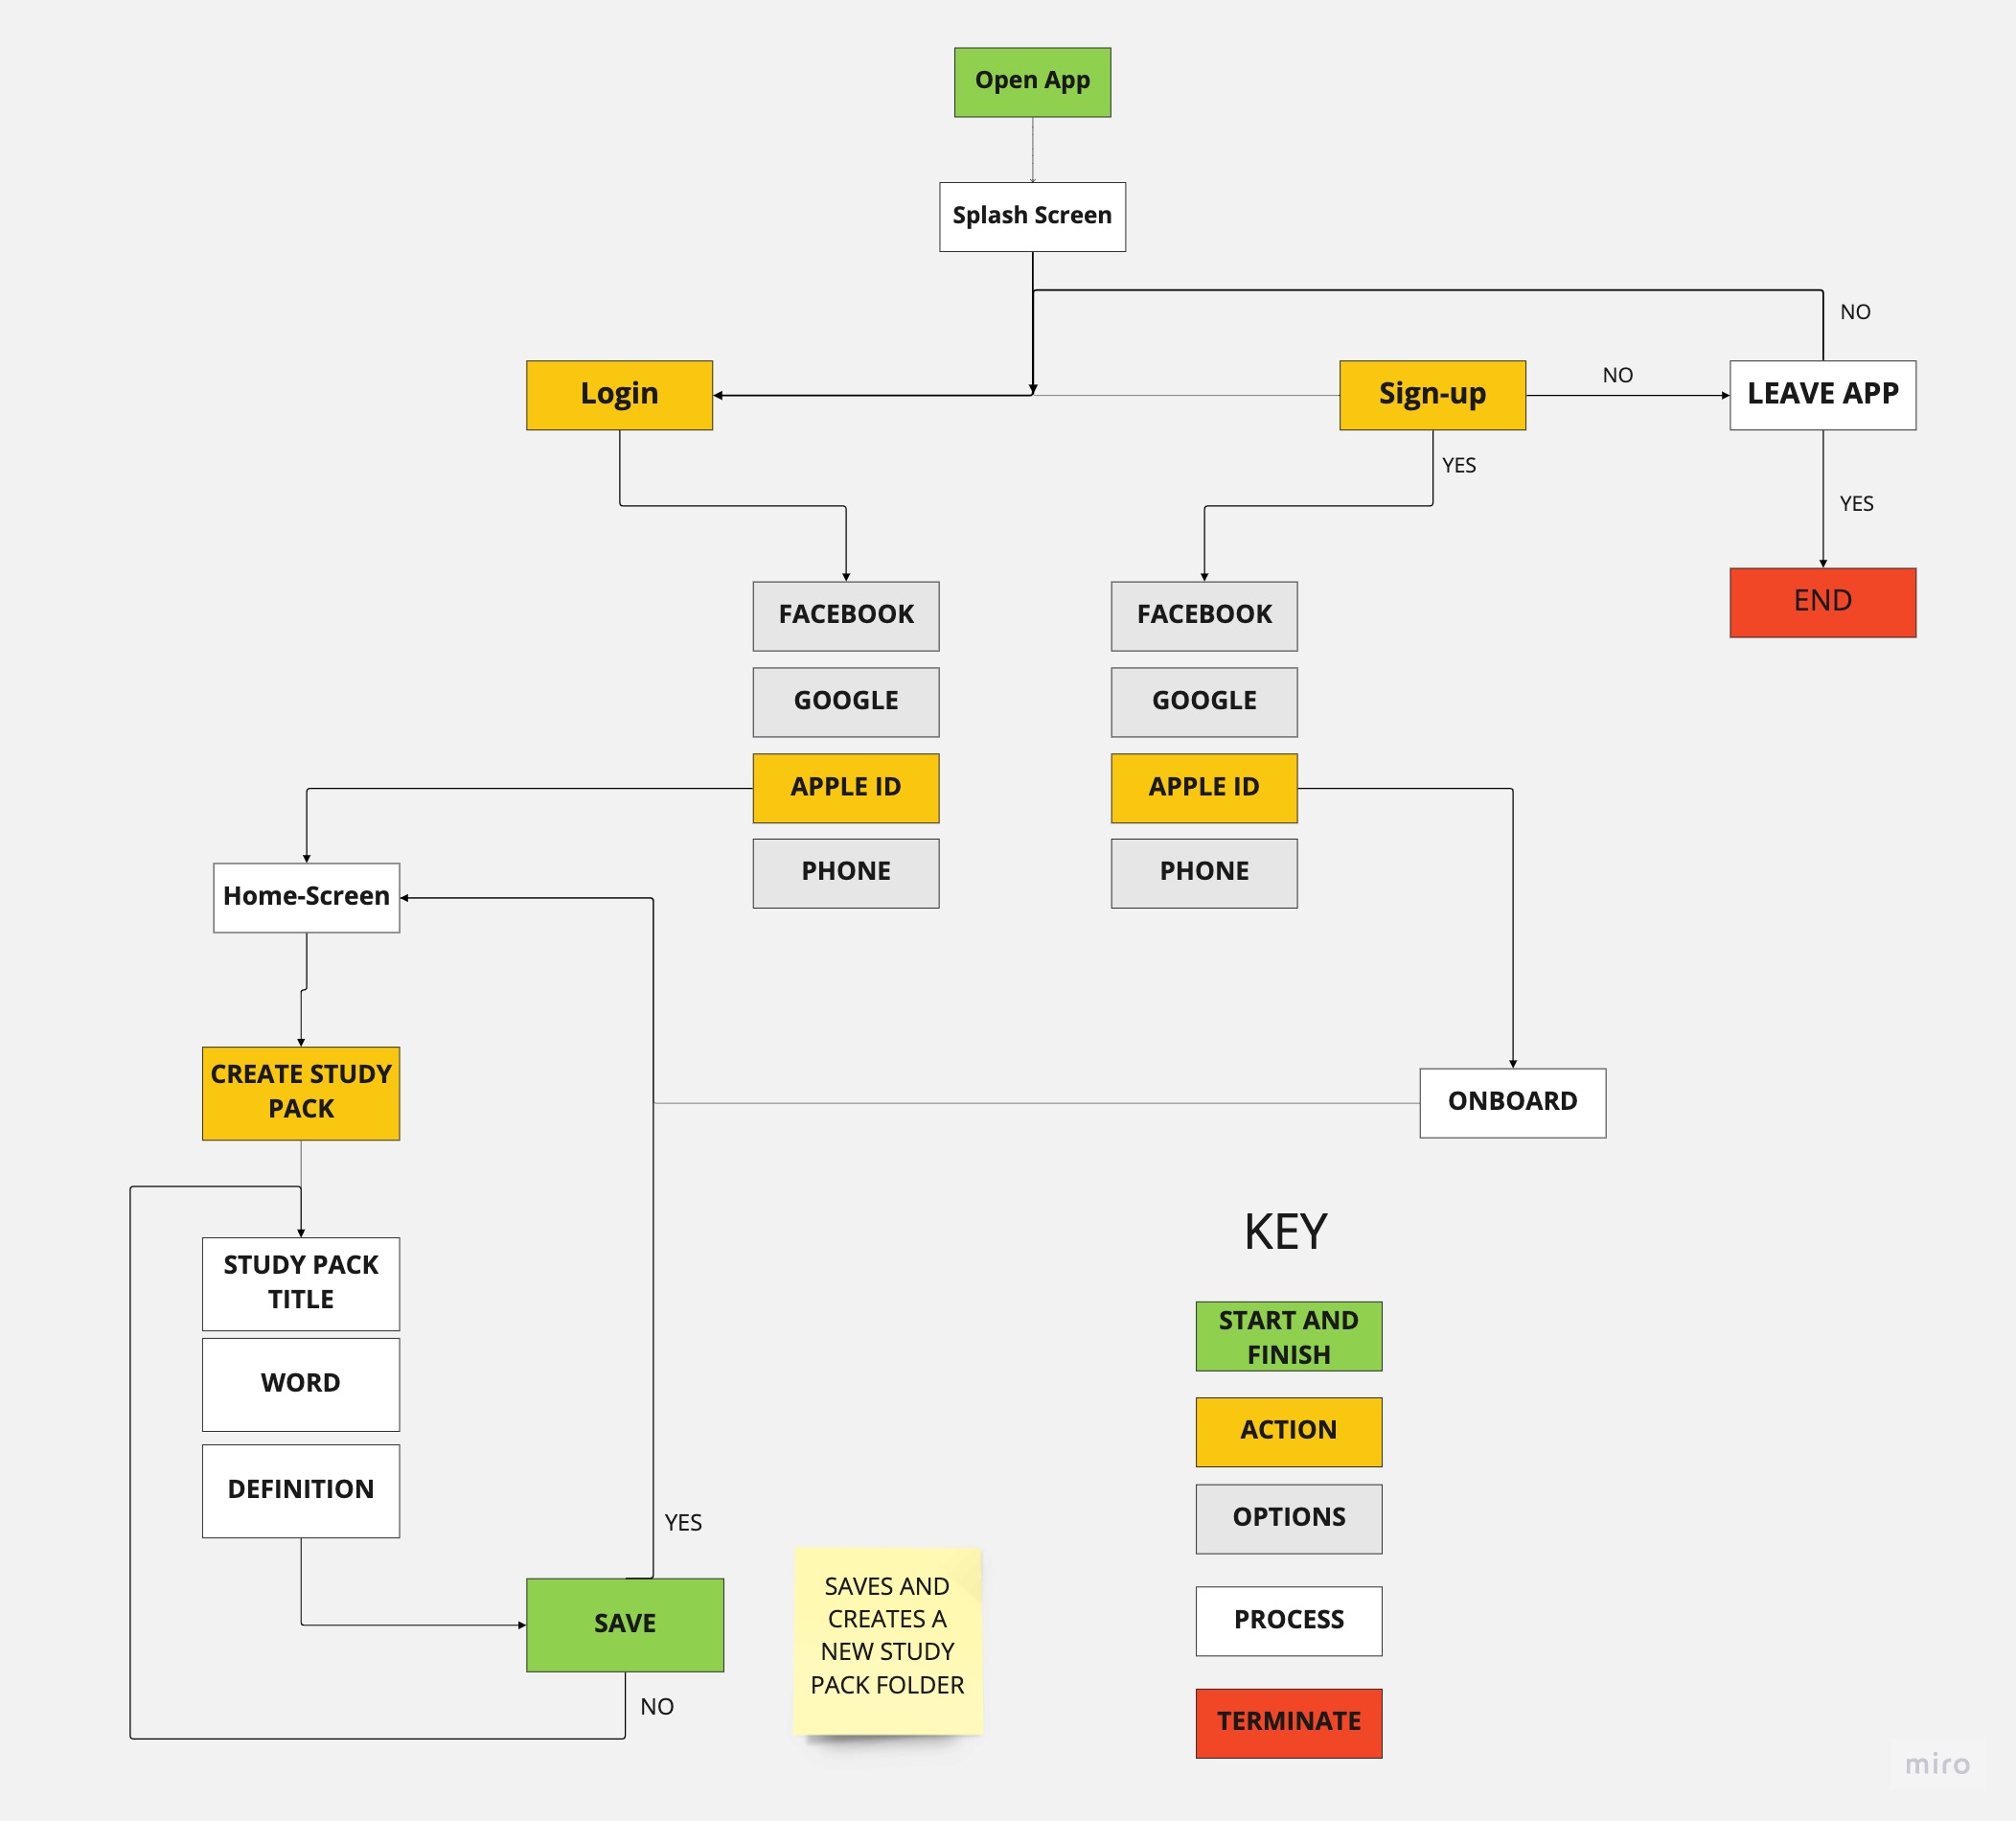 Open App
Splash Screen
NO
Login
Sign-up
NO
LEAVE APP
YES
YES
END
FACEBOOK
GOOGLE
APPLE ID
PHONE
FACEBOOK
GOOGLE
APPLE ID
PHONE
Home-Screen
CREATE STUDY
PACK
ONBOARD
STUDY PACK
TITLE
WORD
DEFINITION
YES
SAVE
NO
SAVES AND
CREATES A
NEW STUDY
PACK FOLDER
KEY
START AND
FINISH
ACTION
OPTIONS
PROCESS
TERMINATE
miro